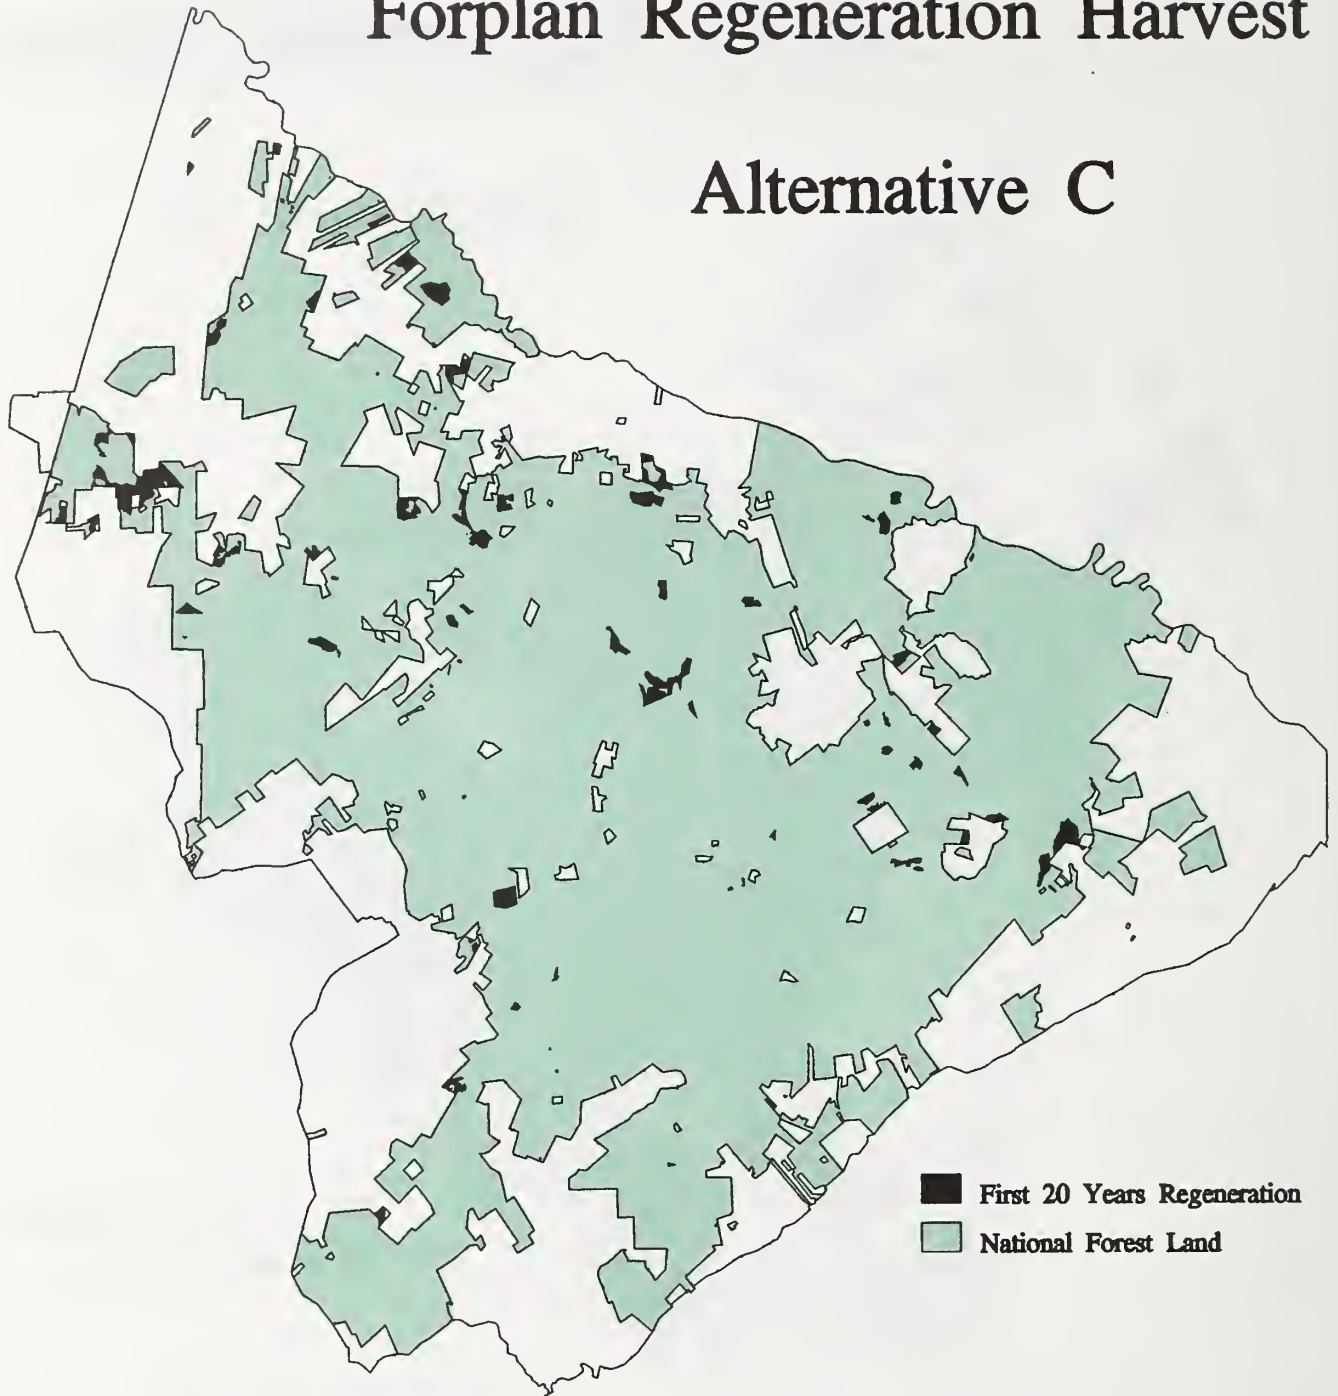 Forplan Regeneration Harvest
Alternative C
First 20 Years Regeneration
National Forest Land